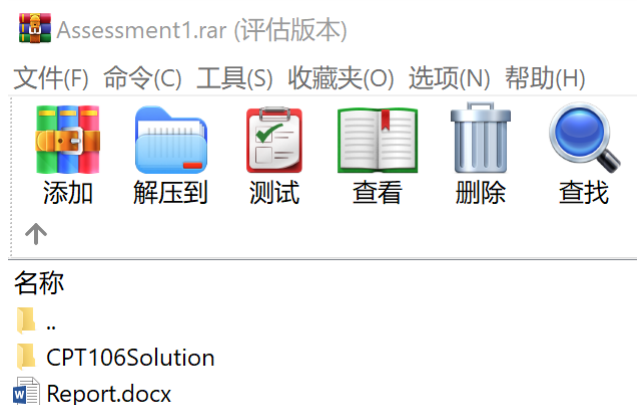 Assessment1.rar (评估版本)
文件(F) 命令(C) 工具(S) 收藏夹(O) 选项(N) 帮助(H)
添加 解压到 测试 查看 删除 查找
名称
..
CPT106Solution
Report.docx